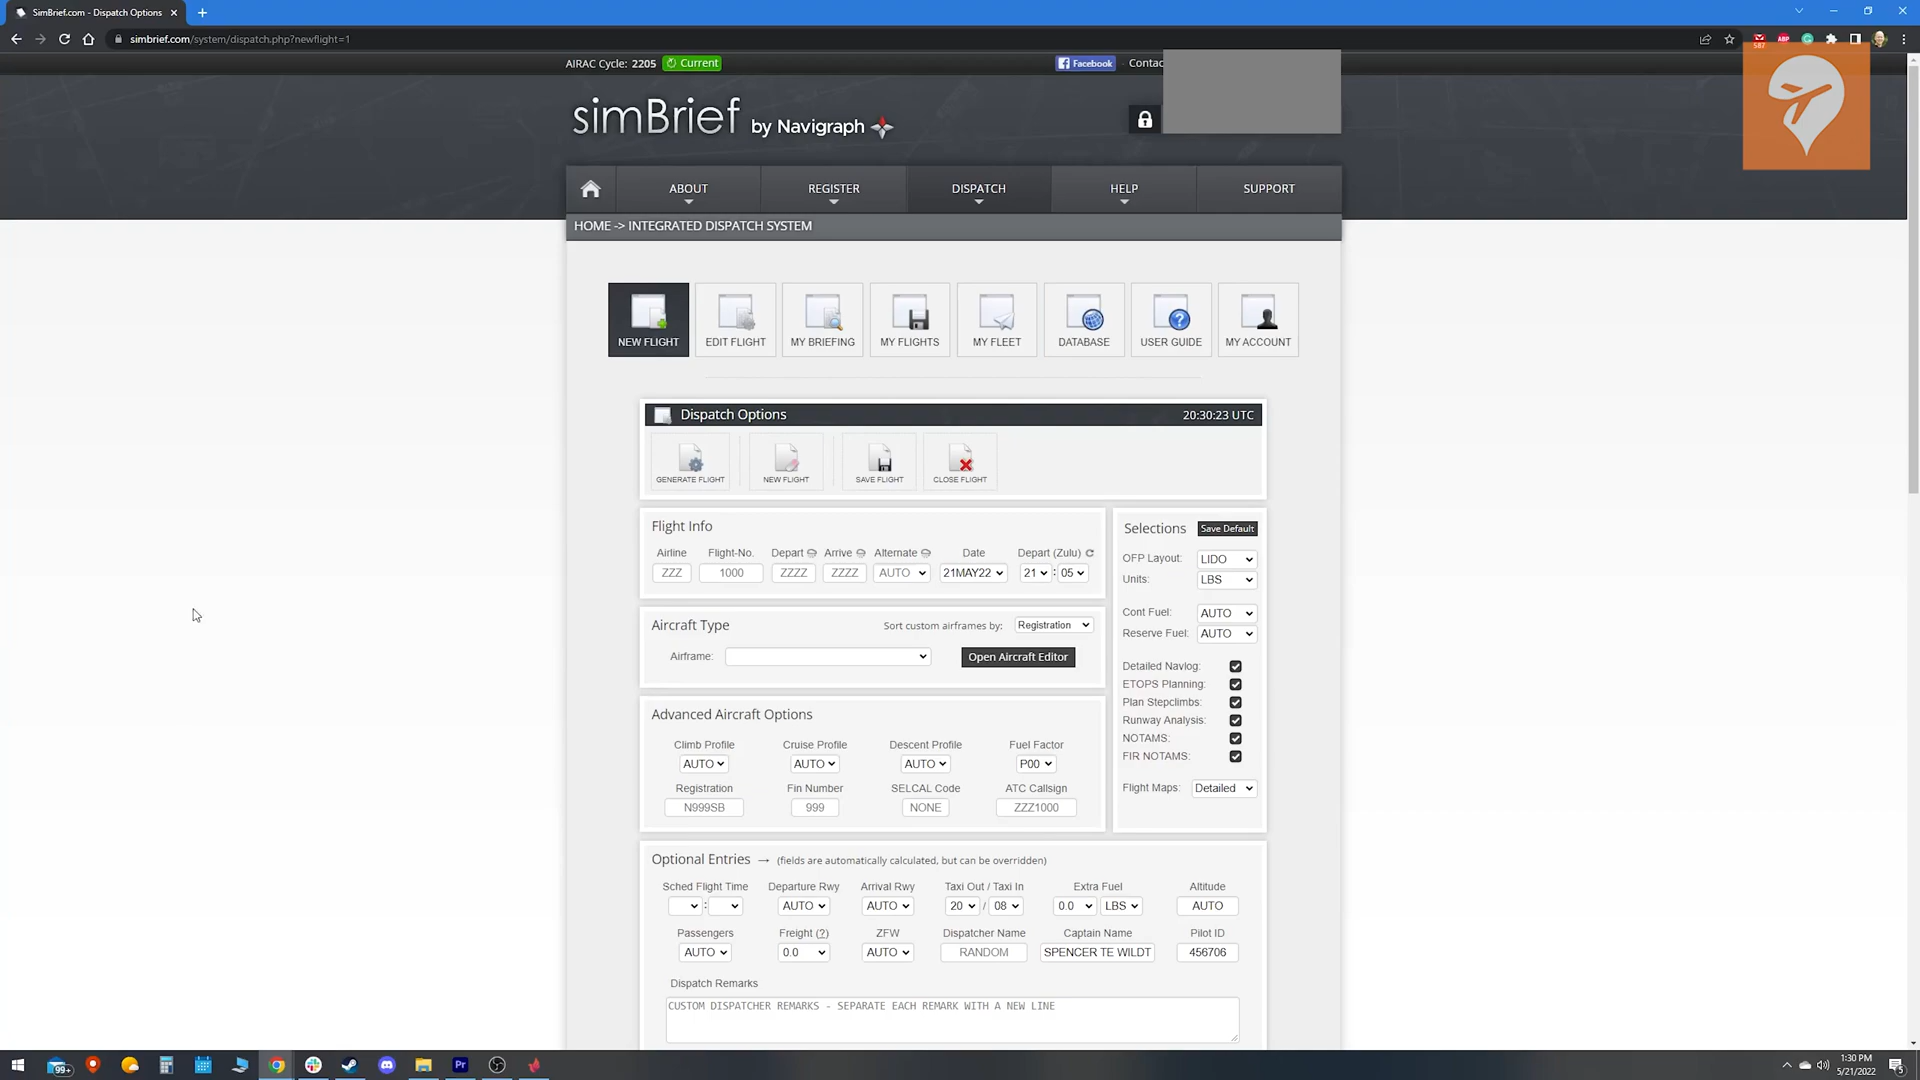 SimBrief.com - Dispatch Options
simbrief.com/system/dispatch.php?newflight=1
587
ABP
AIRAC Cycle: 2205 Current
Facebook Contac
simBrief by Navigraph
ABOUT REGISTER DISPATCH HELP SUPPORT
HOME -> INTEGRATED DISPATCH SYSTEM
NEW FLIGHT EDIT FLIGHT MY BRIEFING MY FLIGHTS MY FLEET DATABASE USER GUIDE MY ACCOUNT
Dispatch Options 20:30:23 UTC
GENERATE FLIGHT NEW FLIGHT SAVE FLIGHT CLOSE FLIGHT
Flight Info
Airline Flight-No. Depart Arrive Alternate Date Depart (Zulu)
ZZZ 1000 ZZZZ ZZZZ AUTO 21MAY22 21 : 05
Selections Save Default
OFP Layout: LIDO
Units: LBS
Cont Fuel: AUTO
Reserve Fuel: AUTO
Detailed Navlog:
ETOPS Planning:
Plan Stepclimbs:
Runway Analysis:
NOTAMS:
FIR NOTAMS:
Flight Maps: Detailed
Aircraft Type Sort custom airframes by: Registration
Airframe: Open Aircraft Editor
Advanced Aircraft Options
Climb Profile Cruise Profile Descent Profile Fuel Factor
AUTO AUTO AUTO P00
Registration Fin Number SELCAL Code ATC Callsign
N999SB 999 NONE ZZZ1000
Optional Entries → (fields are automatically calculated, but can be overridden)
Sched Flight Time Departure Rwy Arrival Rwy Taxi Out / Taxi In Extra Fuel Altitude
: AUTO AUTO 20 / 08 0.0 LBS AUTO
Passengers Freight (?) ZFW Dispatcher Name Captain Name Pilot ID
AUTO 0.0 AUTO RANDOM SPENCER TE WILDT 456706
Dispatch Remarks
CUSTOM DISPATCHER REMARKS - SEPARATE EACH REMARK WITH A NEW LINE
99+
Pr
1:30 PM
5/21/2022
5